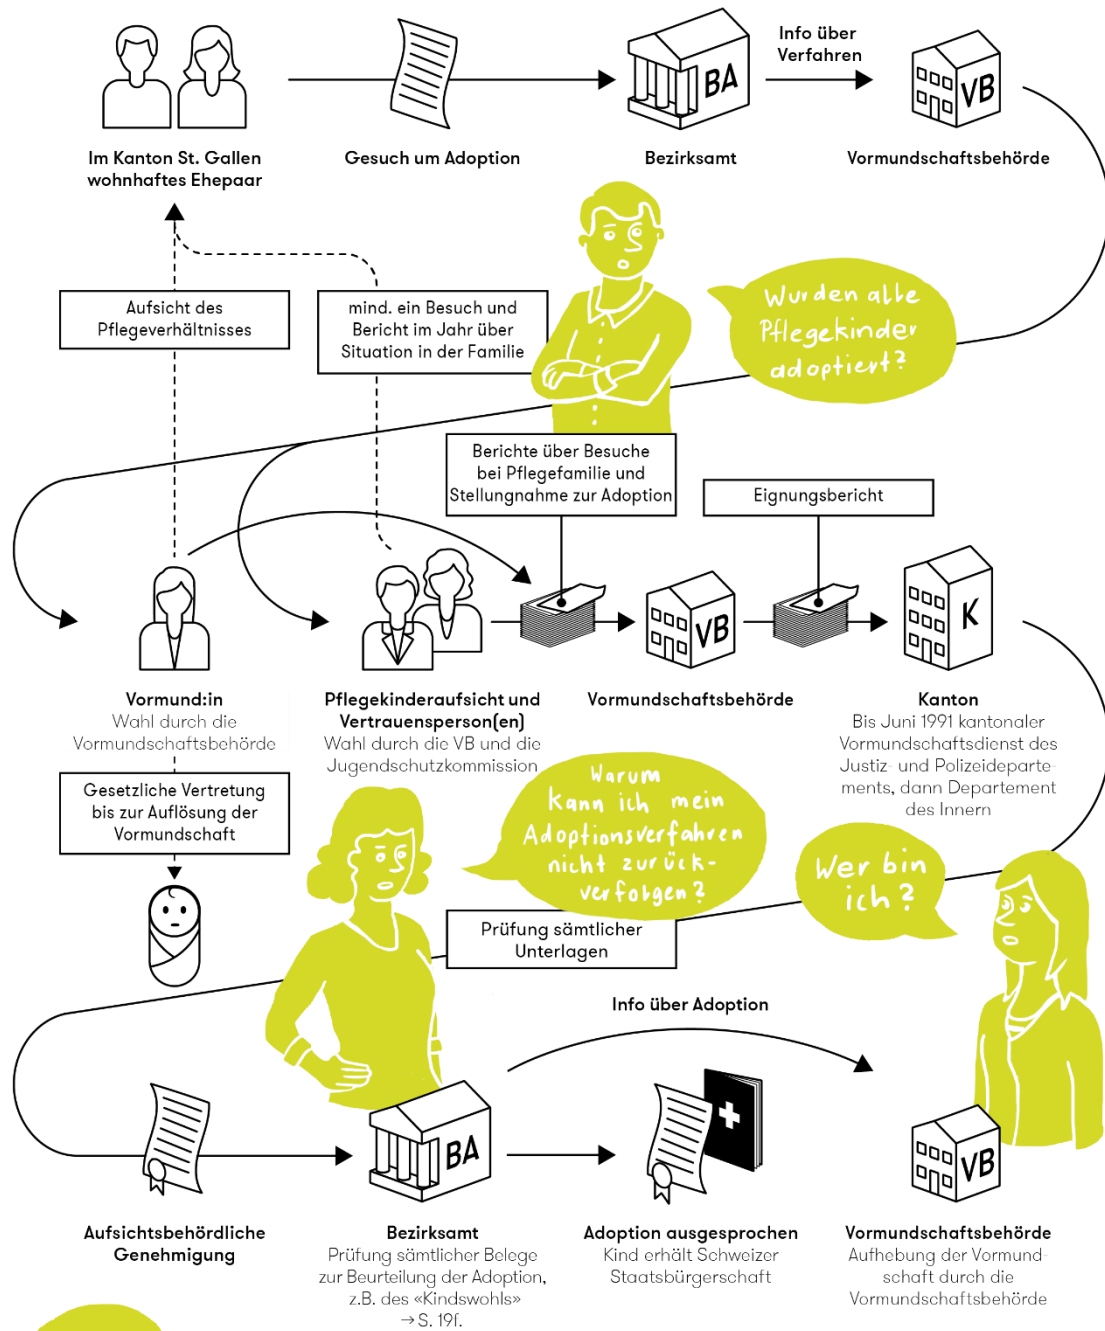 Info über
Verfahren
BA
VB
Im Kanton St. Gallen
wohnhaftes Ehepaar
Gesuch um Adoption
Bezirksamt
Vormundschaftsbehörde
Wurden alle
Pflegekinder
adoptiert?
Aufsicht des
Pflegeverhältnisses
mind. ein Besuch und
Bericht im Jahr über
Situation in der Familie
Berichte über Besuche
bei Pflegefamilie und
Stellungnahme zur Adoption
Eignungsbericht
VB
K
Vormund:in
Wahl durch die
Vormundschaftsbehörde
Pflegekinderaufsicht und
Vertrauensperson(en)
Wahl durch die VB und die
Jugendschutzkommission
Vormundschaftsbehörde
Kanton
Bis Juni 1991 kantonaler
Vormundschaftsdienst des
Justiz- und Polizeideparte-
ments, dann Departement
des Innern
Gesetzliche Vertretung
bis zur Auflösung der
Vormundschaft
Warum
kann ich mein
Adoptionsverfahren
nicht zurück-
verfolgen?
Wer bin
ich?
Prüfung sämtlicher
Unterlagen
Info über Adoption
BA
VB
Aufsichtsbehördliche
Genehmigung
Bezirksamt
Prüfung sämtlicher Belege
zur Beurteilung der Adoption,
z.B. des «Kindswohls»
→ S. 19f.
Adoption ausgesprochen
Kind erhält Schweizer
Staatsbürgerschaft
Vormundschaftsbehörde
Aufhebung der Vormund-
schaft durch die
Vormundschaftsbehörde